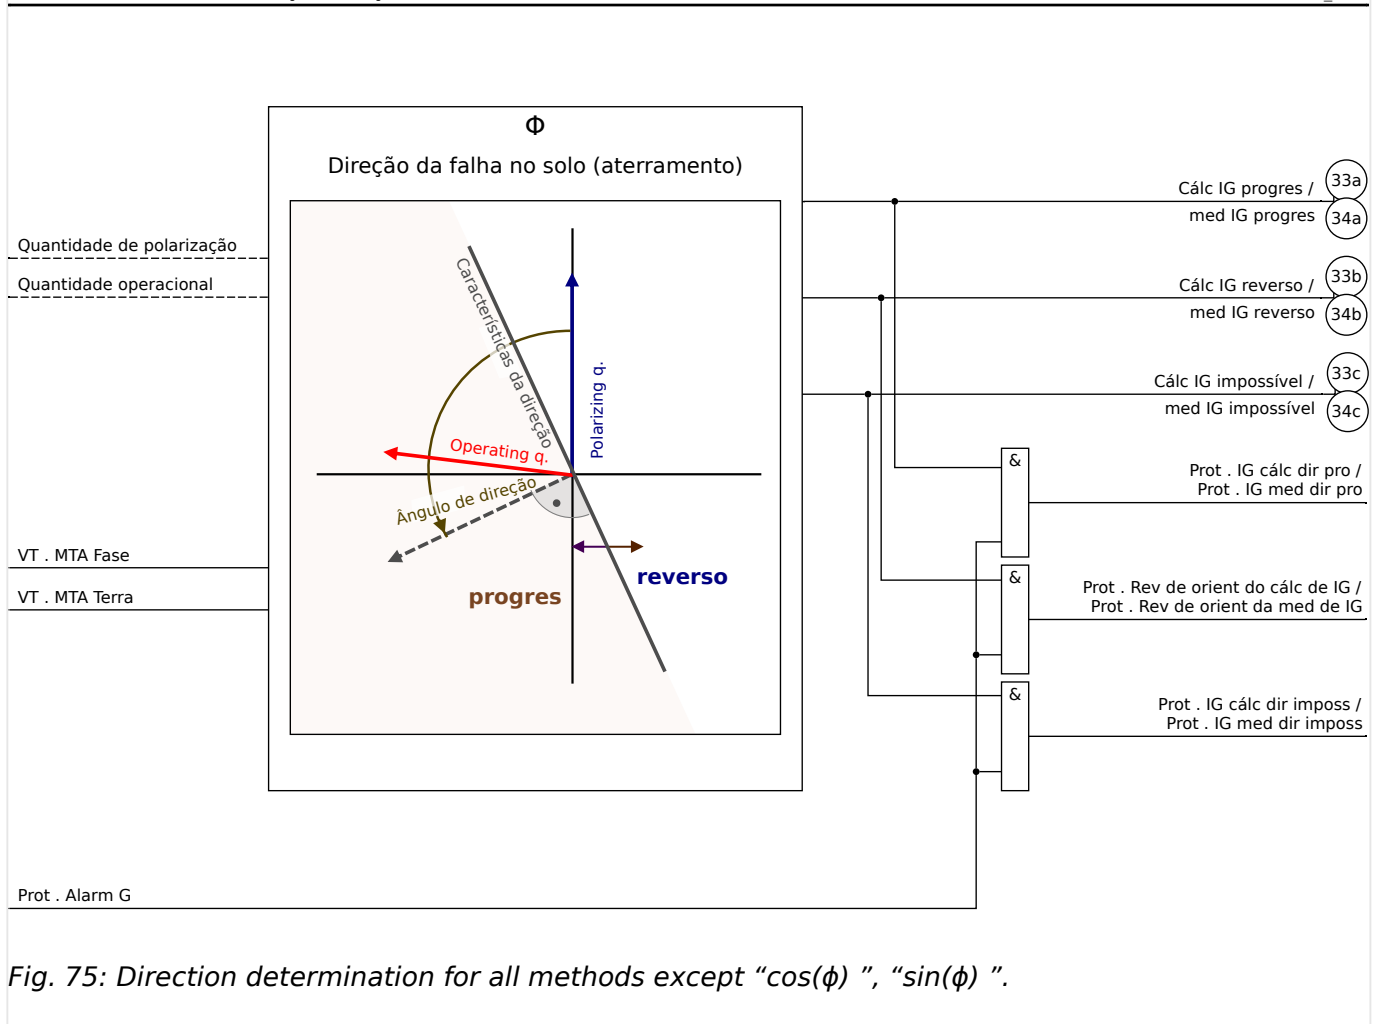 Φ
Direção da falha no solo (aterramento)
Quantidade de polarização
Quantidade operacional
Características da direção
Polarizing q.
Operating q.
Ângulo de direção
reverso
progres
VT . MTA Fase
VT . MTA Terra
Prot . Alarm G
Cálc IG progres /
med IG progres
33a
34a
Cálc IG reverso /
med IG reverso
33b
34b
Cálc IG impossível /
med IG impossível
33c
34c
&
Prot . IG cálc dir pro /
Prot . IG med dir pro
&
Prot . Rev de orient do cálc de IG /
Prot . Rev de orient da med de IG
&
Prot . IG cálc dir imposs /
Prot . IG med dir imposs
Fig. 75: Direction determination for all methods except “cos(ϕ) ”, “sin(ϕ) ”.